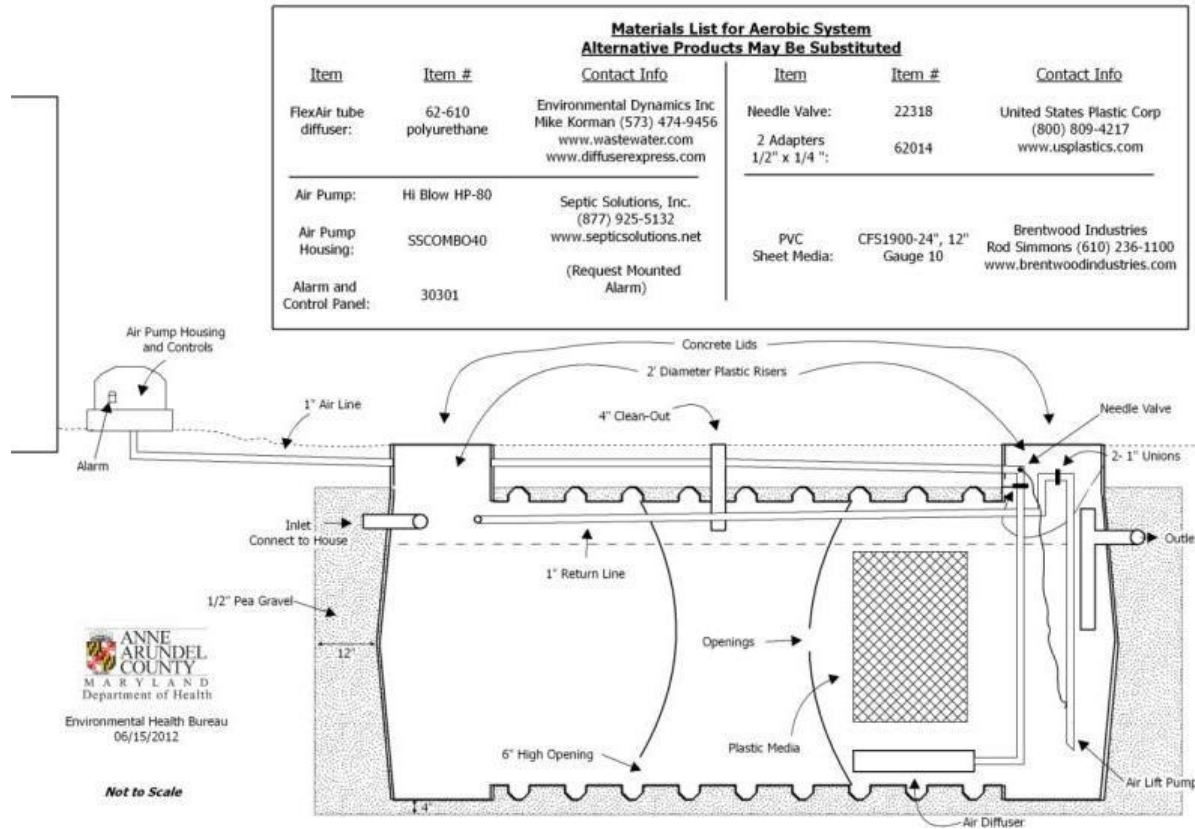 Materials List for Aerobic System
Alternative Products May Be Substituted
Item
Item #
Contact Info
FlexAir tube
diffuser:
62-610
polyurethane
Environmental Dynamics Inc
Mike Korman (573) 474-9456
www.wastewater.com
www.diffuserexpress.com
Air Pump:
Hi Blow HP-80
Air Pump
Housing:
SSCOMBO40
Alarm and
Control Panel:
30301
Septic Solutions, Inc.
(877) 925-5132
www.septicsolutions.net
(Request Mounted
Alarm)
Item
Item #
Contact Info
Needle Valve:
22318
2 Adapters
1/2" x 1/4 ":
62014
United States Plastic Corp
(800) 809-4217
www.usplastics.com
PVC
Sheet Media:
CFS1900-24", 12"
Gauge 10
Brentwood Industries
Rod Simmons (610) 236-1100
www.brentwoodindustries.com
Air Pump Housing
and Controls
Concrete Lids
2' Diameter Plastic Risers
1" Air Line
4" Clean-Out
Needle Valve
Alarm
2- 1" Unions
Inlet
Connect to House
Outlet
1" Return Line
1/2" Pea Gravel
12"
Openings
Plastic Media
6" High Opening
4"
Air Lift Pump
Air Diffuser
ANNE
ARUNDEL
COUNTY
MARYLAND
Department of Health
Environmental Health Bureau
06/15/2012
Not to Scale